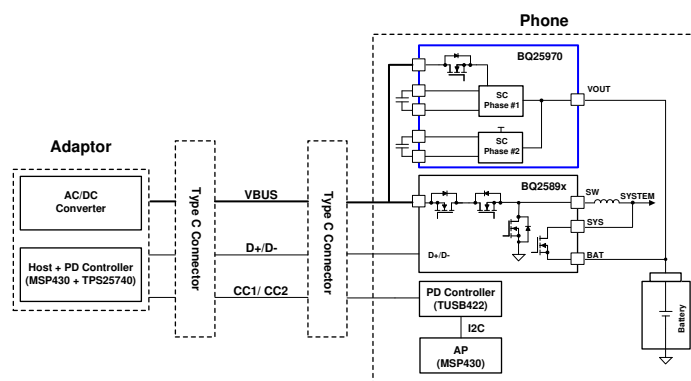 Phone
BQ25970
SC
Phase #1
VOUT
SC
Phase #2
Adaptor
AC/DC
Converter
Host + PD Controller
(MSP430 + TPS25740)
Type C Connector
VBUS
D+/D-
CC1/ CC2
Type C Connector
BQ2589x
SW
SYSTEM
SYS
BAT
D+/D-
PD Controller
(TUSB422)
I2C
AP
(MSP430)
Battery